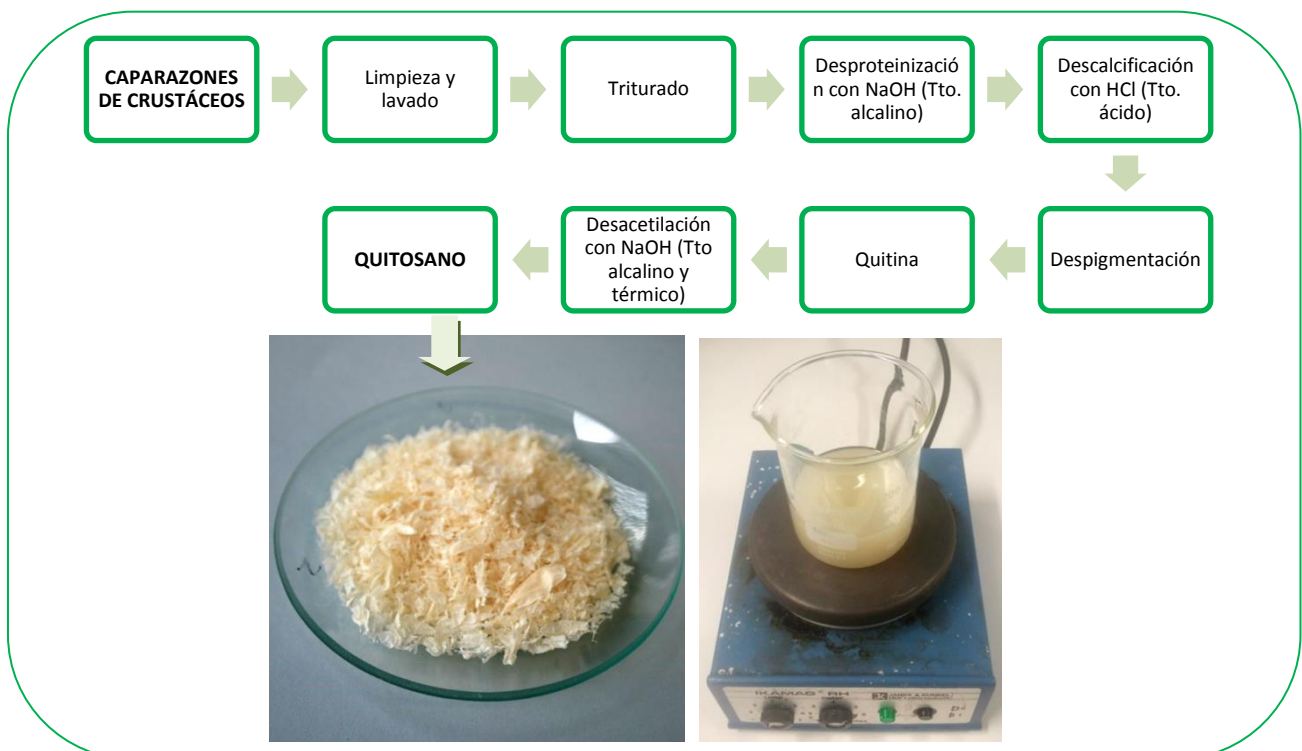 CAPARAZONES
DE CRUSTÁCEOS
Limpieza y
lavado
Triturado
Desproteinizació
n con NaOH (Tto.
alcalino)
Descalcificación
con HCl (Tto.
ácido)
Despigmentación
Quitina
Desacetilación
con NaOH (Tto
alcalino y
térmico)
QUITOSANO
IKAMAG RH